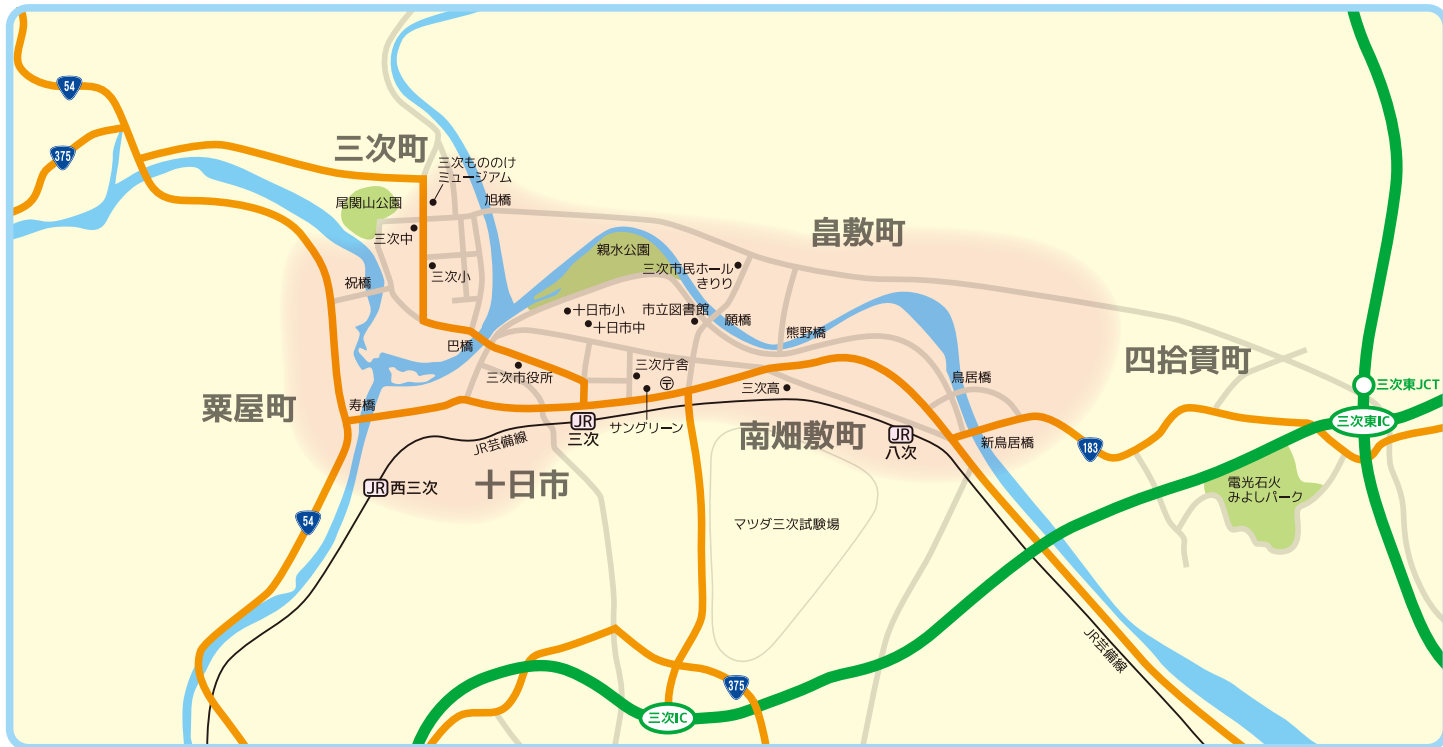 54
375
三次町
三次もののけ
ミュージアム
尾関山公園
三次中
旭橋
畠敷町
親水公園
三次市民ホール
きりり
三次小
祝橋
十日市小
十日市中
市立図書館
願橋
熊野橋
巴橋
三次市役所
三次庁舎
〒
三次高
鳥居橋
四拾貫町
三次東JCT
三次東IC
粟屋町
寿橋
JR
三次
サングリーン
JR芸備線
南畑敷町
JR
八次
新鳥居橋
183
十日市
JR 西三次
54
マツダ三次試験場
電光石火
みよしパーク
JR芸備線
375
三次IC